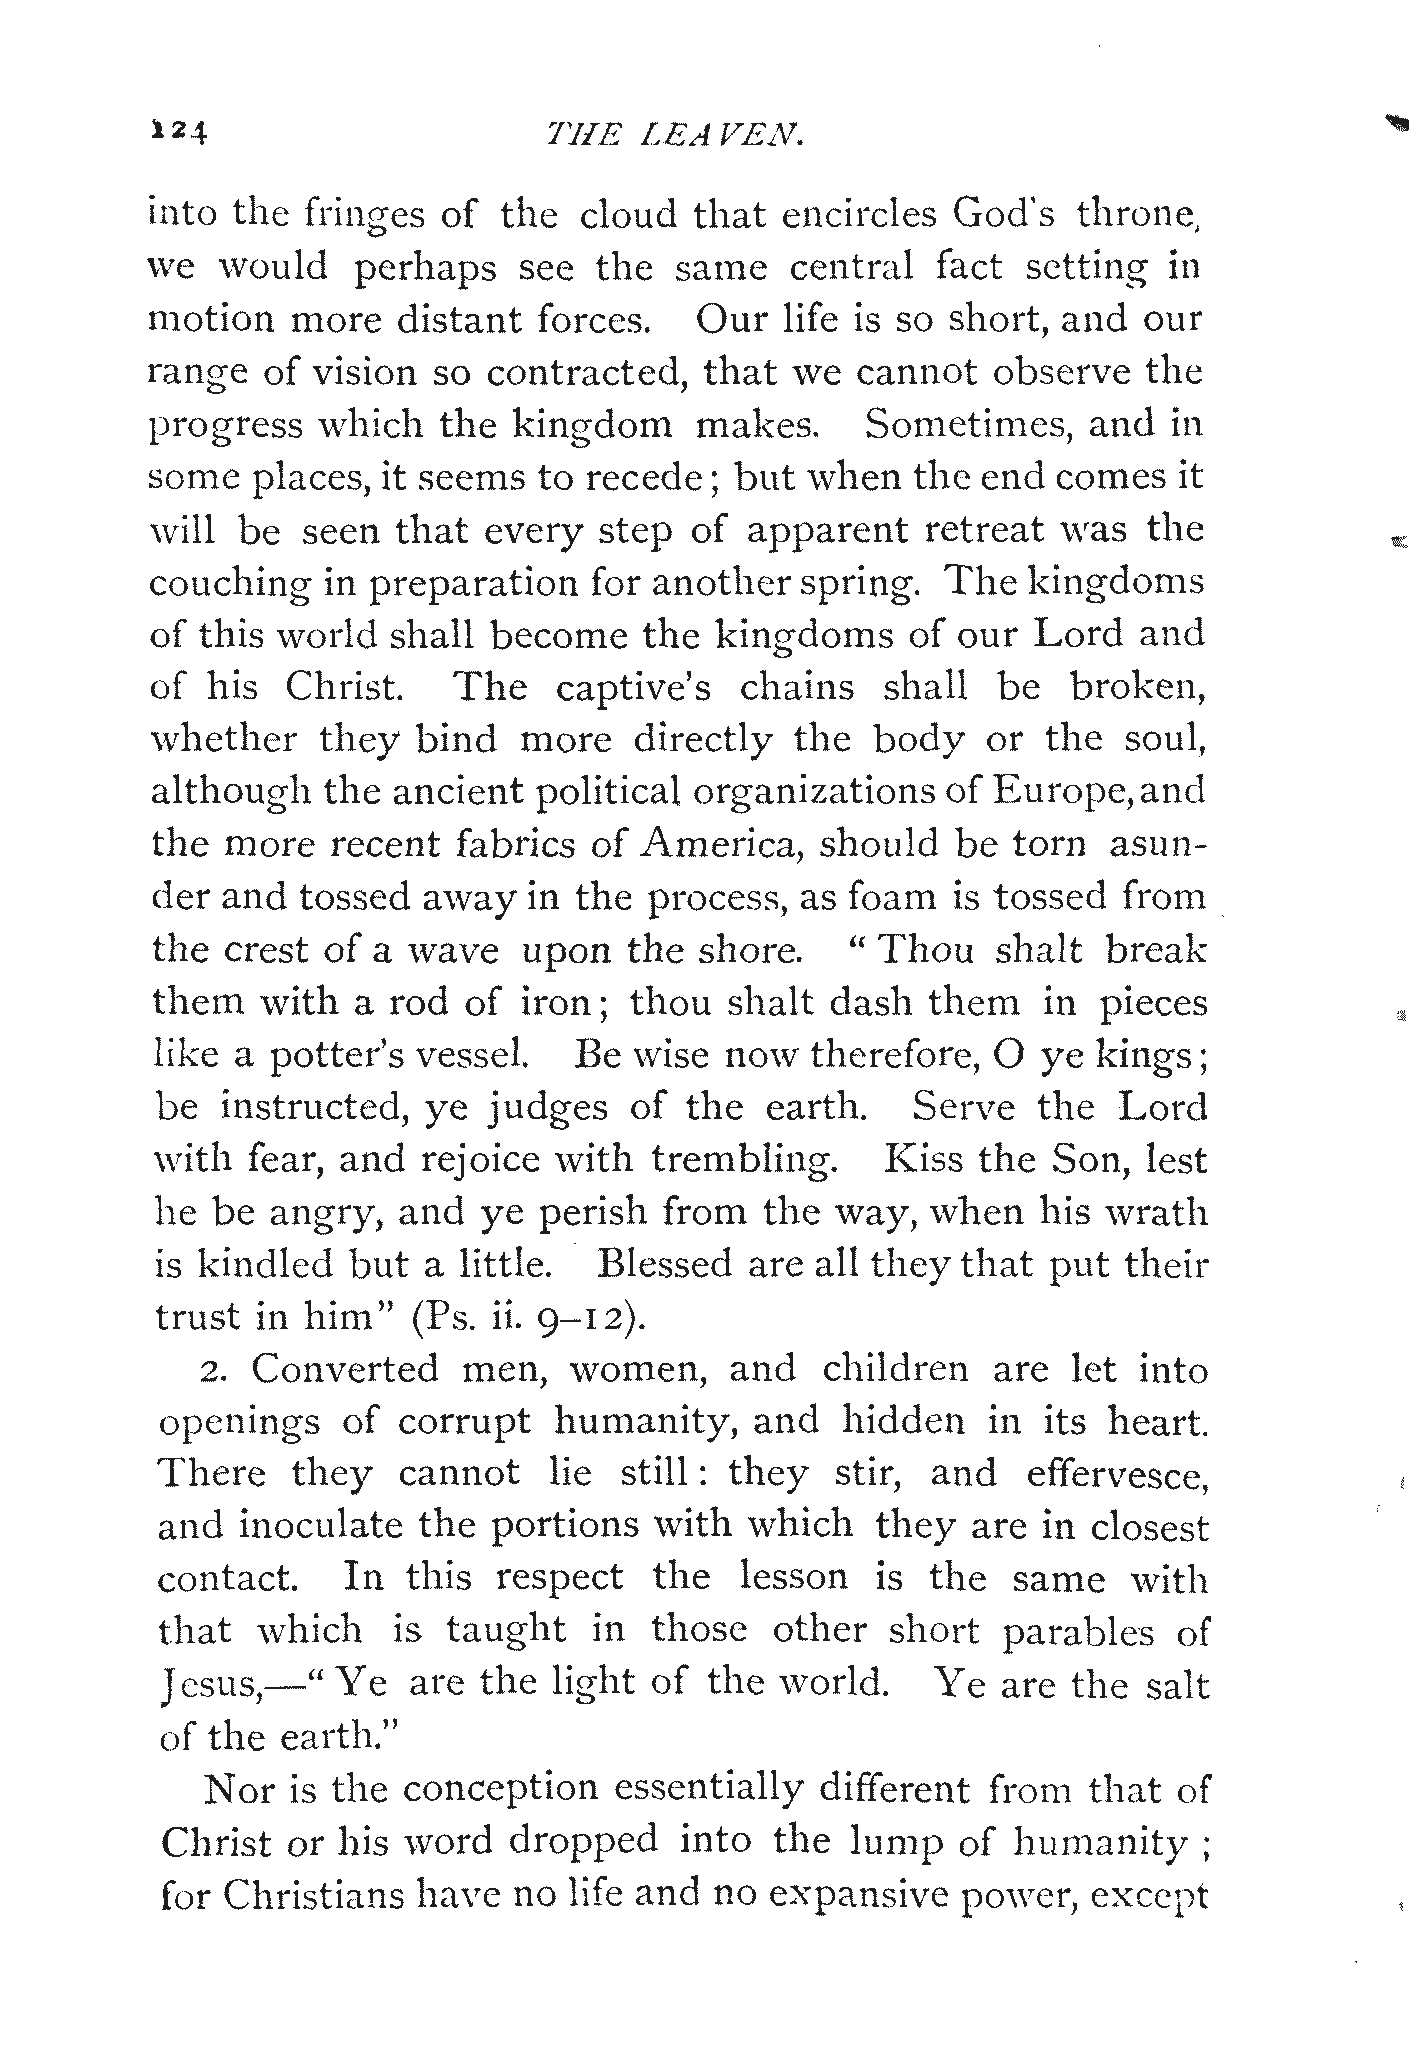 124 THE LEAVEN.
into the fringes of the cloud that encircles God's throne,
we would perhaps see the same central fact setting in
motion more distant forces. Our life is so short, and our
range of vision so contracted, that we cannot observe the
progress which the kingdom makes. Sometimes, and in
some places, it seems to recede; but when the end comes it
will be seen that every step of apparent retreat was the
couching in preparation for another spring. The kingdoms
of this world shall become the kingdoms of our Lord and
of his Christ. The captive's chains shall be broken,
whether they bind more directly the body or the soul,
although the ancient political organizations of Europe, and
the more recent fabrics of America, should be torn asun-
der and tossed away in the process, as foam is tossed from
the crest of a wave upon the shore. "Thou shalt break
them with a rod of iron; thou shalt dash them in pieces
like a potter's vessel. Be wise now therefore, O ye kings;
be instructed, ye judges of the earth. Serve the Lord
with fear, and rejoice with trembling. Kiss the Son, lest
he be angry, and ye perish from the way, when his wrath
is kindled but a little. Blessed are all they that put their
trust in him" (Ps. ii. 9–12).
2. Converted men, women, and children are let into
openings of corrupt humanity, and hidden in its heart.
There they cannot lie still: they stir, and effervesce,
and inoculate the portions with which they are in closest
contact. In this respect the lesson is the same with
that which is taught in those other short parables of
Jesus,—"Ye are the light of the world. Ye are the salt
of the earth."
Nor is the conception essentially different from that of
Christ or his word dropped into the lump of humanity;
for Christians have no life and no expansive power, except